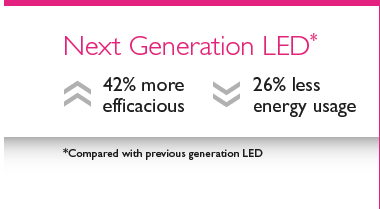 Next Generation LED*
42% more
efficacious
26% less
energy usage
*Compared with previous generation LED